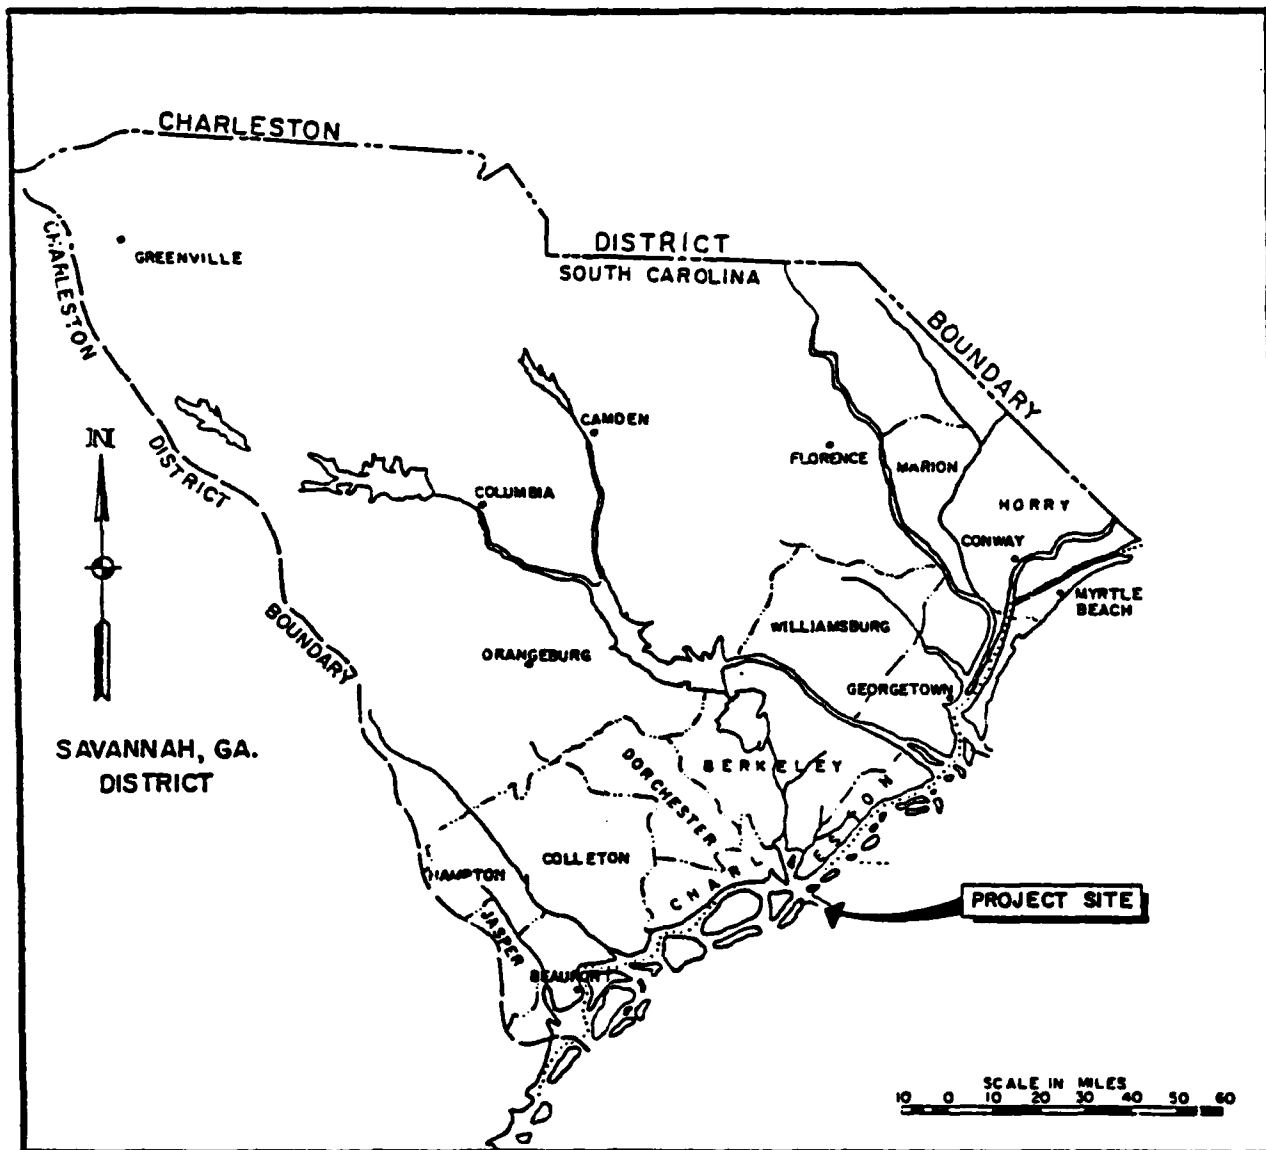 CHARLESTON
DISTRICT
SOUTH CAROLINA
BOUNDARY
CHARLESTON
DISTRICT
BOUNDARY
GREENVILLE
N
CAMDEN
FLORENCE
MARION
COLUMBIA
HORRY
CONWAY
MYRTLE
BEACH
WILLIAMSBURG
ORANGEBURG
GEORGETOWN
SAVANNAH, GA.
DISTRICT
BERKELEY
DORCHESTER
COLLETON
CHARLESTON
HAMPTON
JASPER
BEAUFORT
PROJECT SITE
SCALE IN MILES
10 0 10 20 30 40 50 60